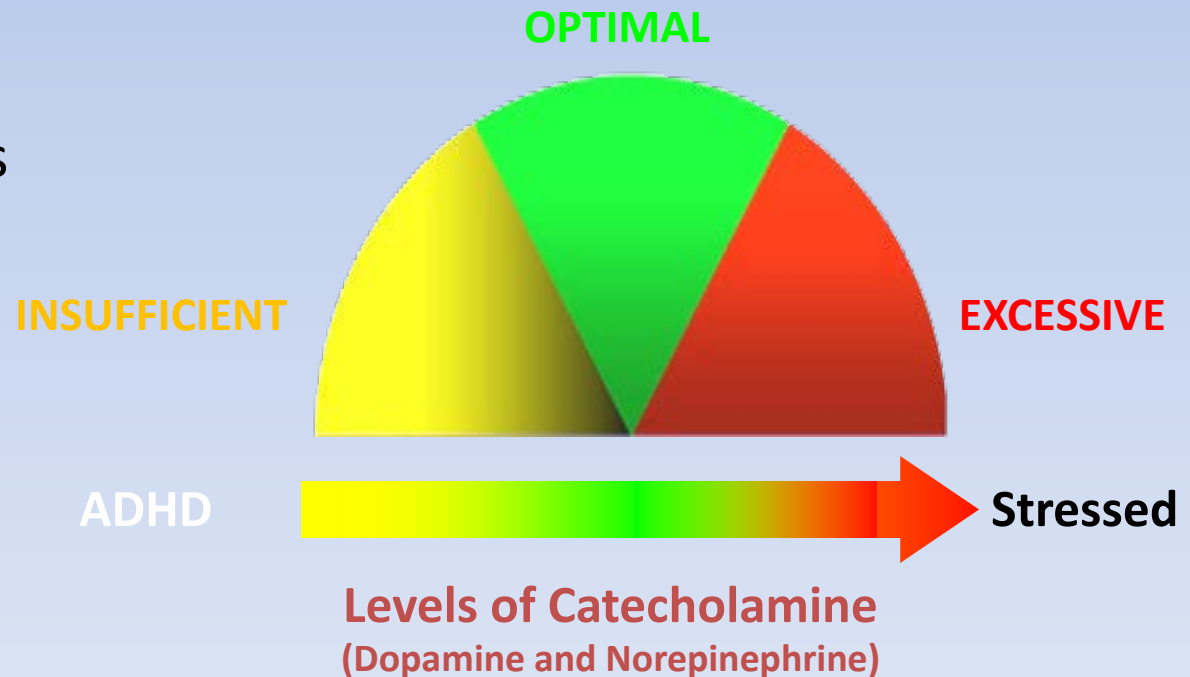 OPTIMAL
S
INSUFFICIENT
EXCESSIVE
ADHD
Stressed
Levels of Catecholamine
(Dopamine and Norepinephrine)